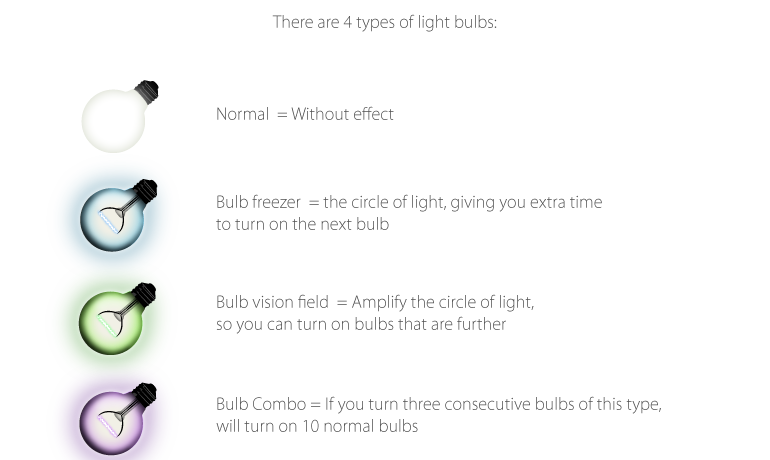 There are 4 types of light bulbs:
Normal = Without effect
Bulb freezer = the circle of light, giving you extra time
to turn on the next bulb
Bulb vision field = Amplify the circle of light,
so you can turn on bulbs that are further
Bulb Combo = If you turn three consecutive bulbs of this type,
will turn on 10 normal bulbs